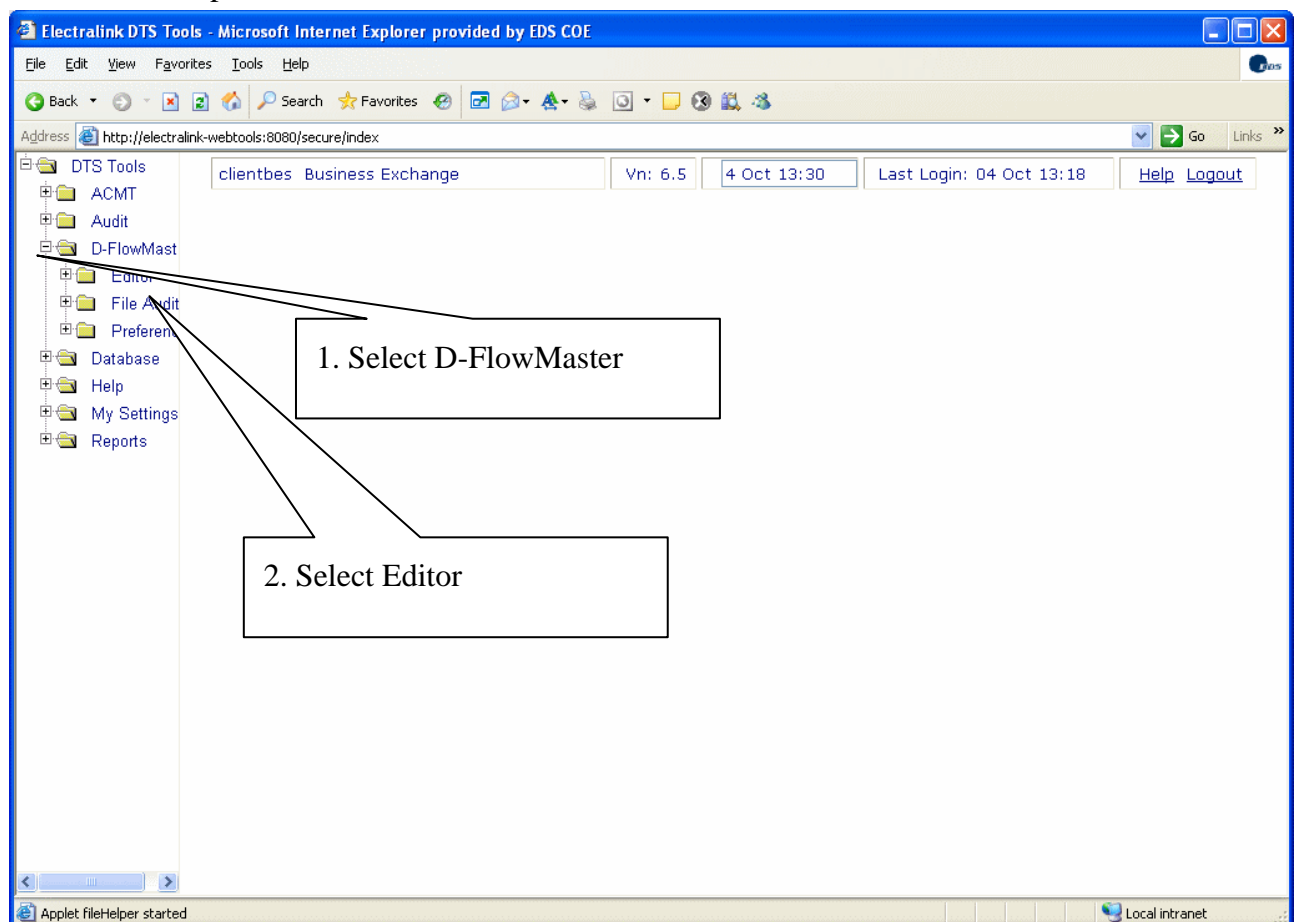 Electralink DTS Tools - Microsoft Internet Explorer provided by EDS COE
File Edit View Favorites Tools Help
EDS
Back Search Favorites
Address http://electralink-webtools:8080/secure/index Go Links »
DTS Tools
clientbes Business Exchange Vn: 6.5 4 Oct 13:30 Last Login: 04 Oct 13:18 Help Logout
ACMT
Audit
D-FlowMast
Editor
File Audit
Preferenc
Database
Help
My Settings
Reports
1. Select D-FlowMaster
2. Select Editor
Applet fileHelper started Local intranet